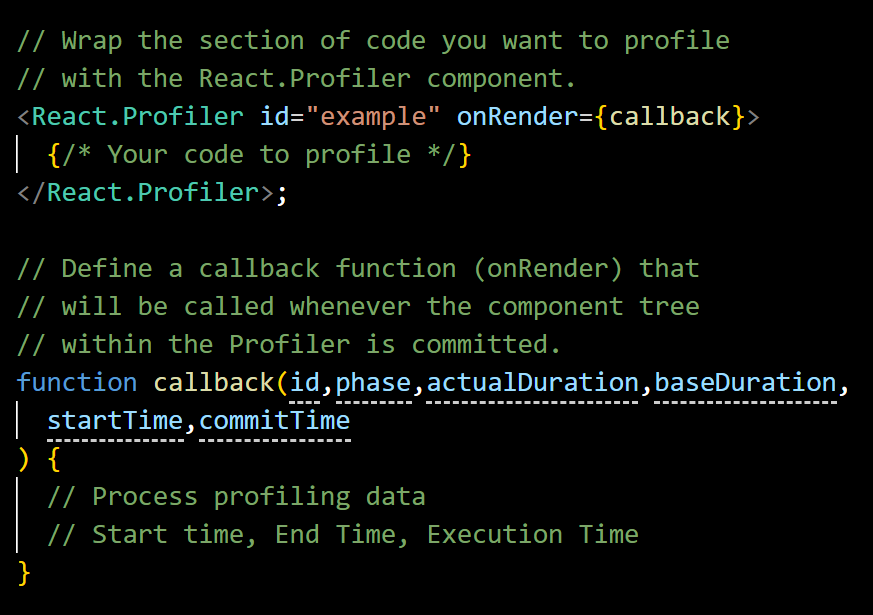 // Wrap the section of code you want to profile
// with the React.Profiler component.
<React.Profiler id="example" onRender={callback}>
  {/* Your code to profile */}
</React.Profiler>;

// Define a callback function (onRender) that
// will be called whenever the component tree
// within the Profiler is committed.
function callback(id,phase,actualDuration,baseDuration,
  startTime,commitTime
) {
  // Process profiling data
  // Start time, End Time, Execution Time
}